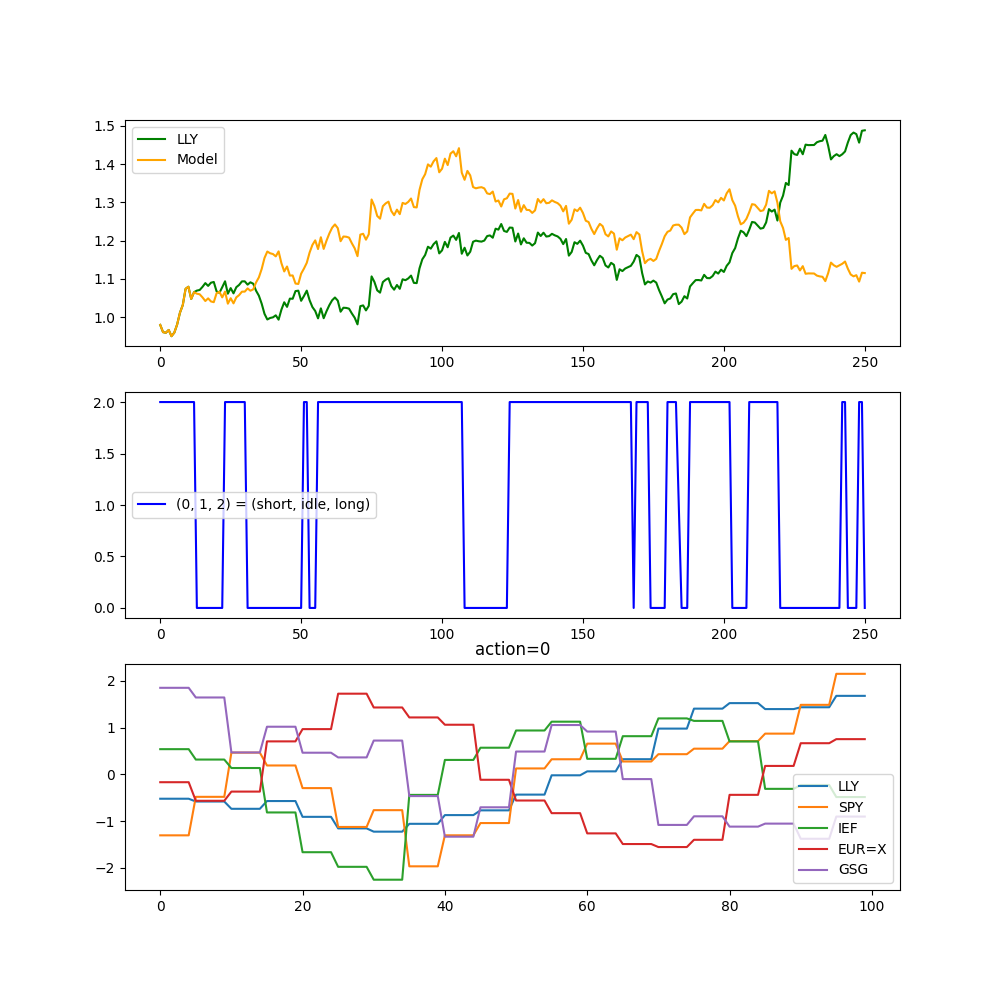 1.5
1.4
1.3
1.2
1.1
1.0
LLY
Model
0 50 100 150 200 250
2.0
1.5
1.0
0.5
0.0
(0, 1, 2) = (short, idle, long)
0 50 100 150 200 250
action=0
2
1
0
−1
−2
LLY
SPY
IEF
EUR=X
GSG
0 20 40 60 80 100